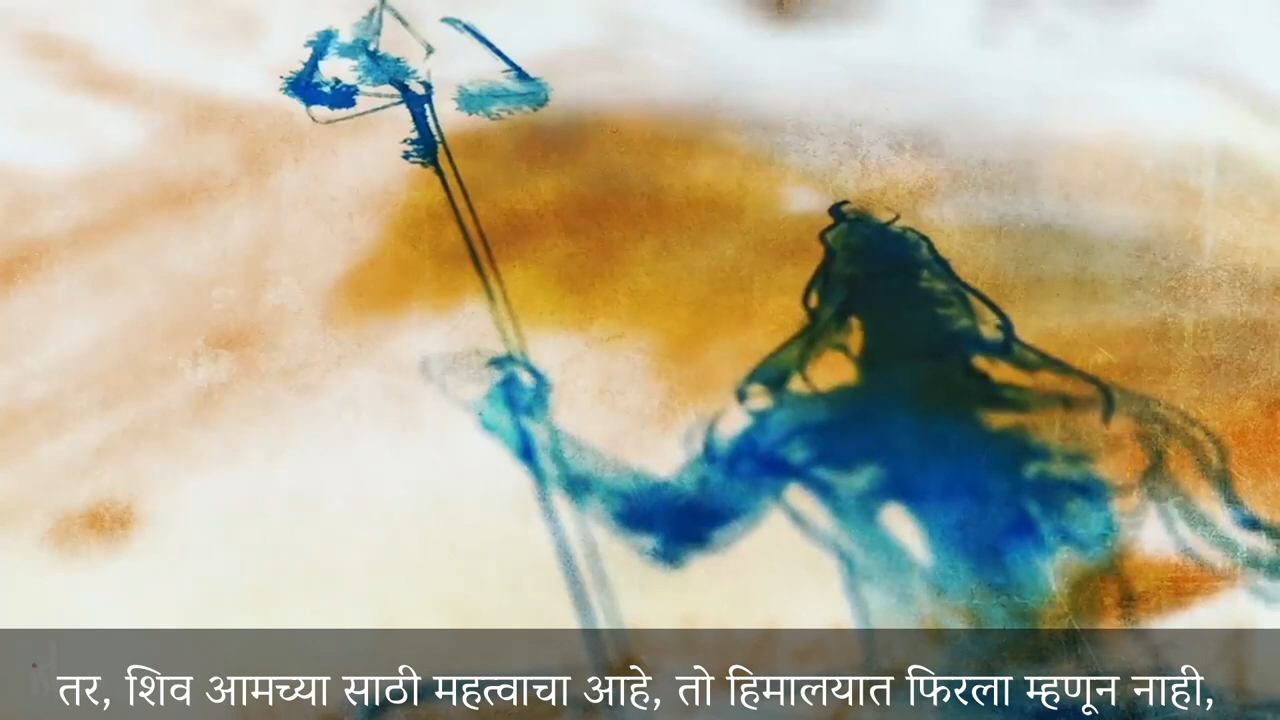 तर, शिव आमच्या साठी महत्वाचा आहे, तो हिमालयात फिरला म्हणून नाही,